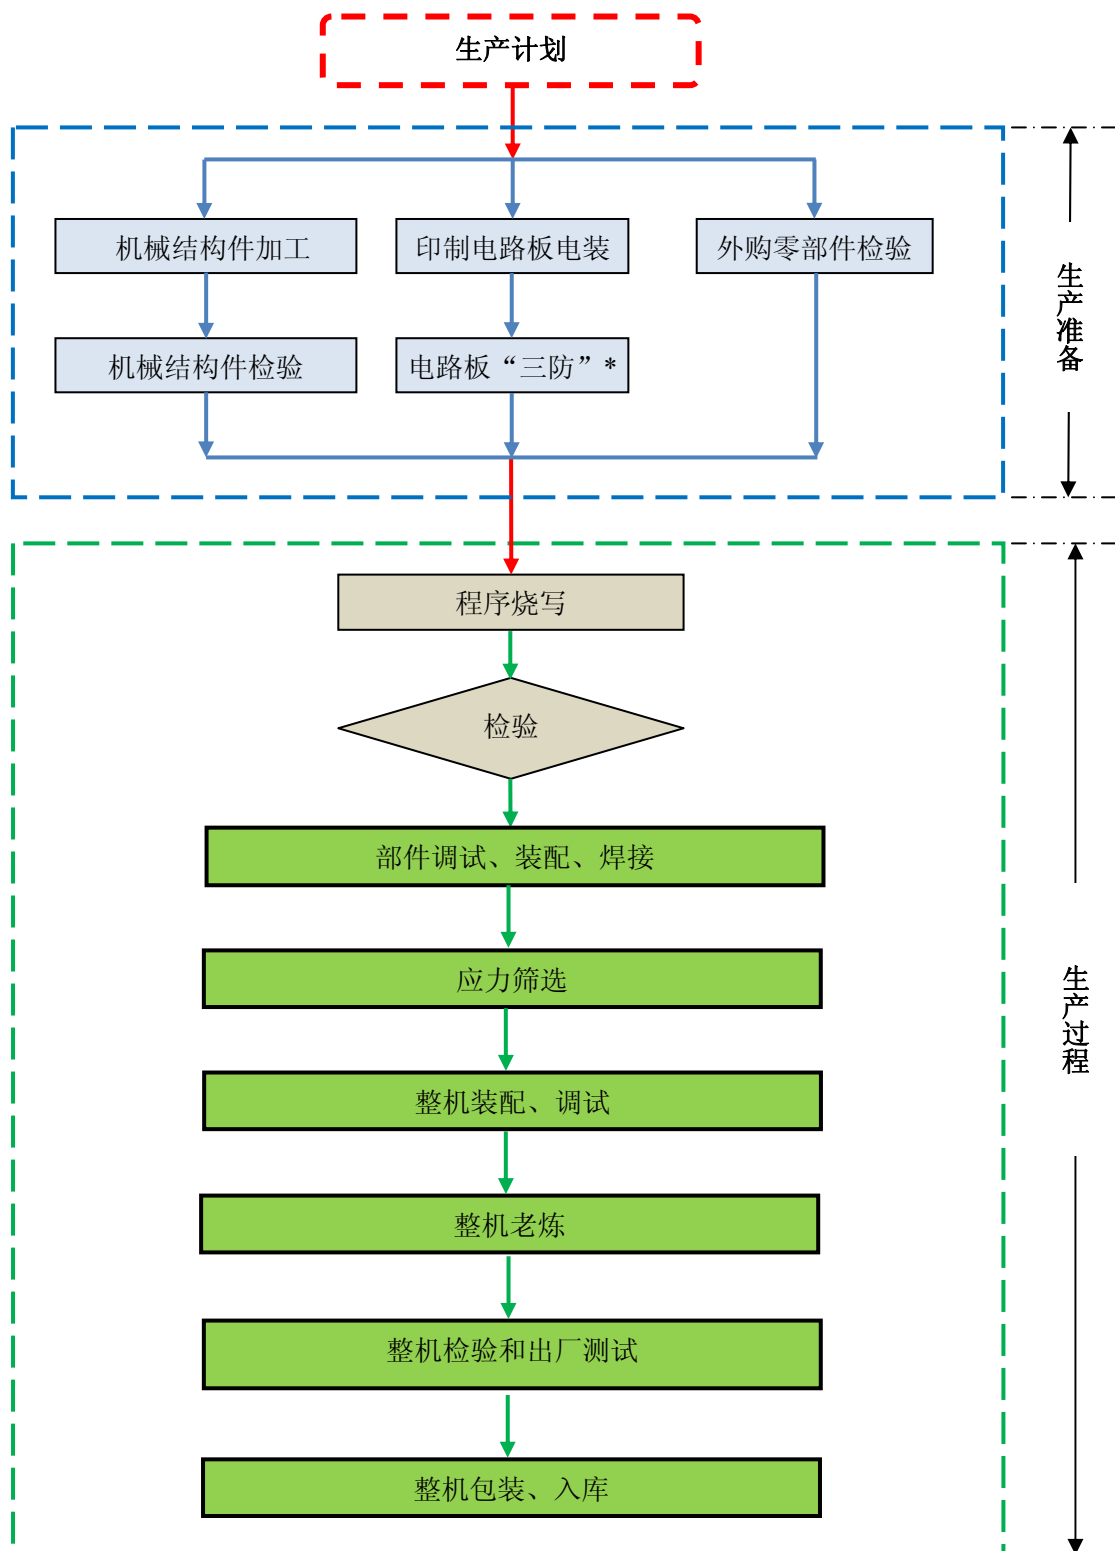 生产计划
机械结构件加工
印制电路板电装
外购零部件检验
机械结构件检验
电路板“三防”*
生产准备
程序烧写
检验
部件调试、装配、焊接
应力筛选
整机装配、调试
整机老炼
整机检验和出厂测试
整机包装、入库
生产过程